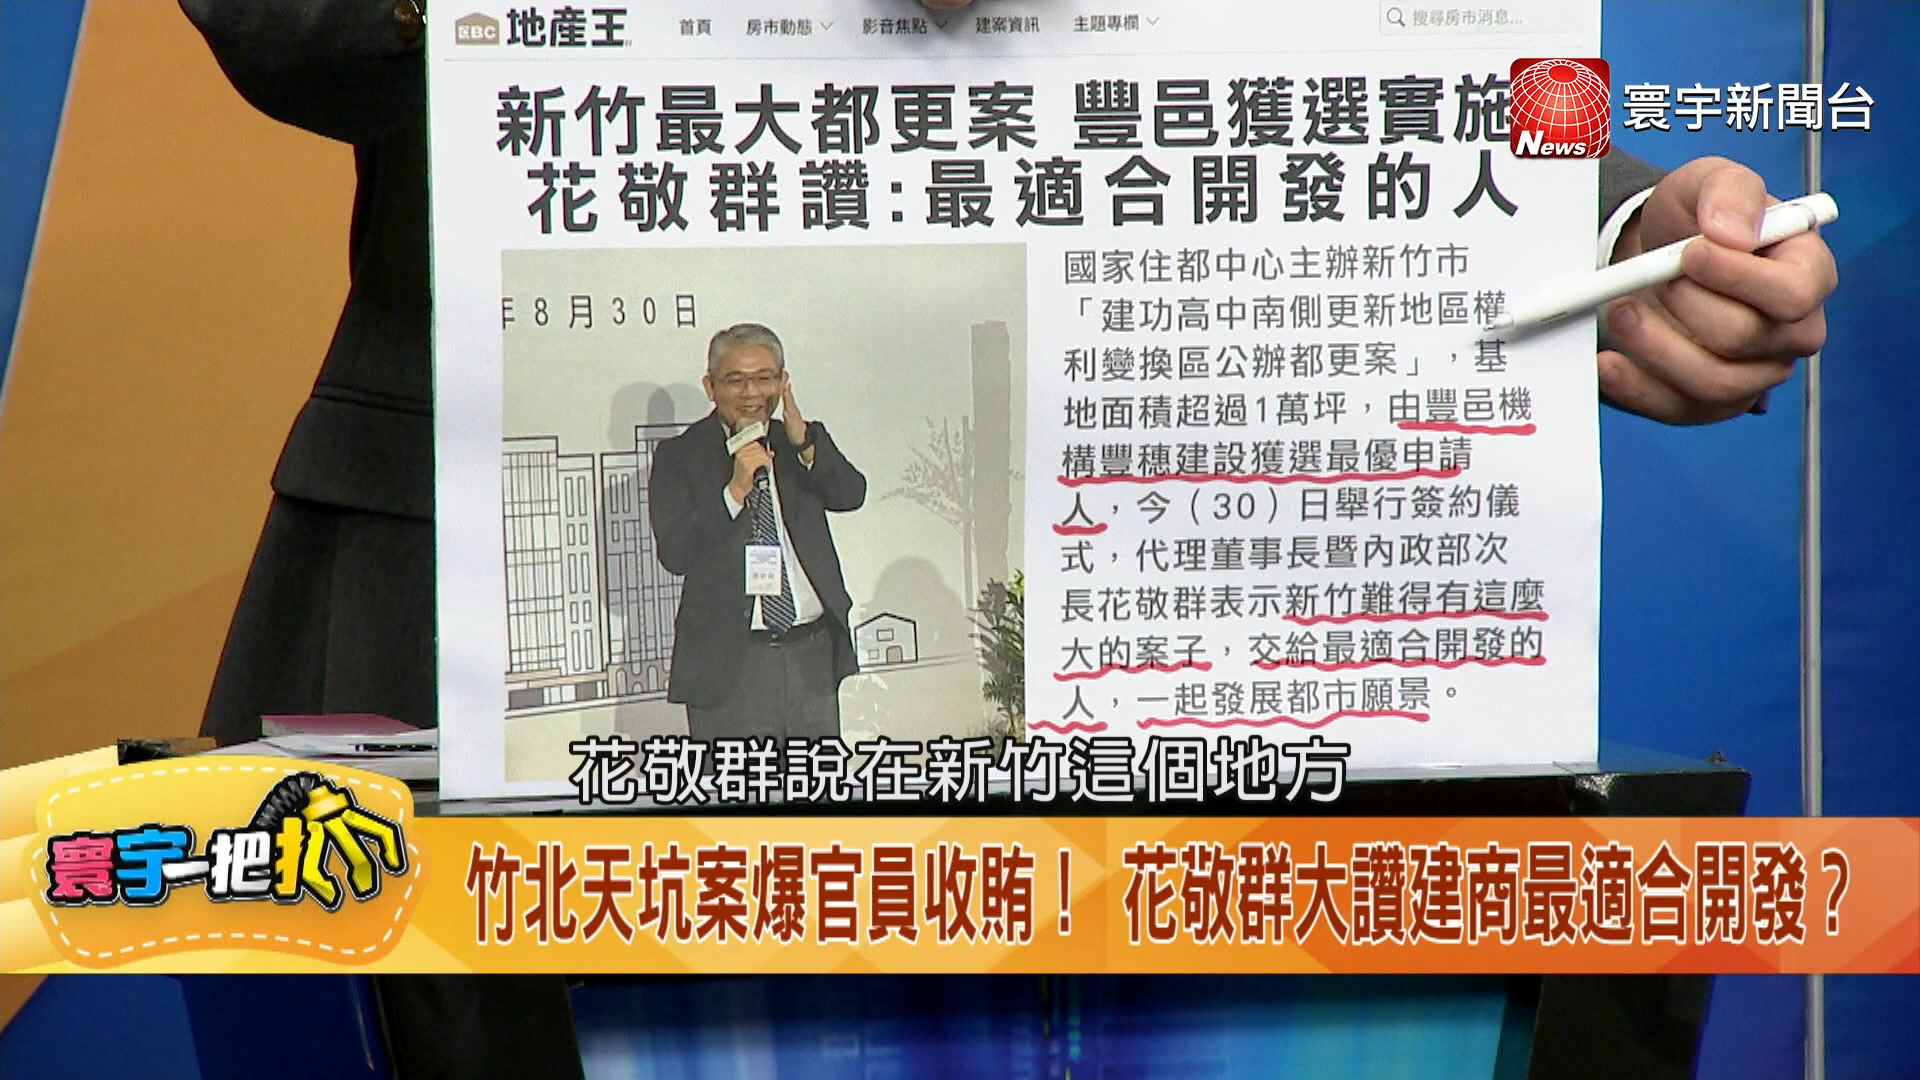 EBC 地產王
首頁 房市動態 影音焦點 建案資訊 主題專欄
搜尋房市消息...
新竹最大都更案 豐邑獲選實施
花敬群讚:最適合開發的人
News
寰宇新聞台
年8月30日
國家住都中心主辦新竹市
「建功高中南側更新地區權
利變換區公辦都更案」，基
地面積超過1萬坪，由豐邑機
構豐穗建設獲選最優申請
人，今（30）日舉行簽約儀
式，代理董事長暨內政部次
長花敬群表示新竹難得有這麼
大的案子，交給最適合開發的
人，一起發展都市願景。
花敬群說在新竹這個地方
寰宇一把抓
竹北天坑案爆官員收賄！ 花敬群大讚建商最適合開發？